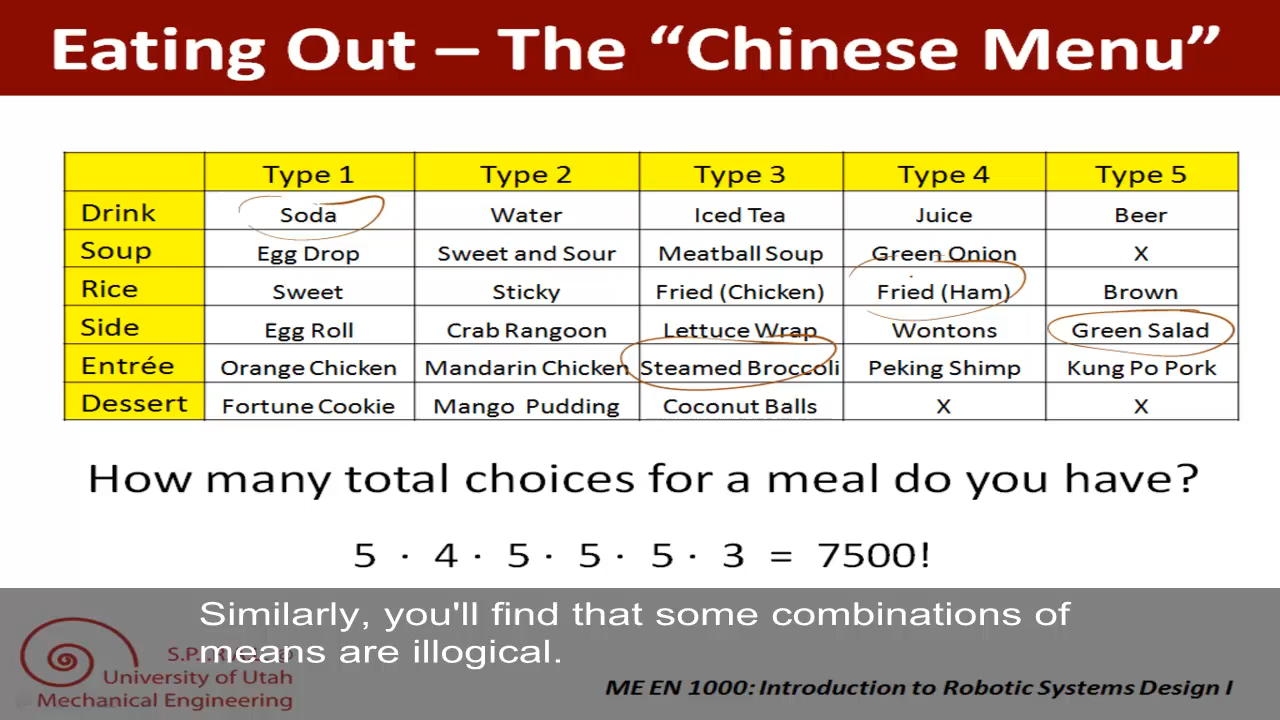 Eating Out – The “Chinese Menu”
Type 1 Type 2 Type 3 Type 4 Type 5
Drink Soda Water Iced Tea Juice Beer
Soup Egg Drop Sweet and Sour Meatball Soup Green Onion X
Rice Sweet Sticky Fried (Chicken) Fried (Ham) Brown
Side Egg Roll Crab Rangoon Lettuce Wrap Wontons Green Salad
Entrée Orange Chicken Mandarin Chicken Steamed Broccoli Peking Shimp Kung Po Pork
Dessert Fortune Cookie Mango Pudding Coconut Balls X X
How many total choices for a meal do you have?
5 · 4 · 5 · 5 · 5 · 3 = 7500!
Similarly, you'll find that some combinations of
means are illogical.
University of Utah
Mechanical Engineering
ME EN 1000: Introduction to Robotic Systems Design I